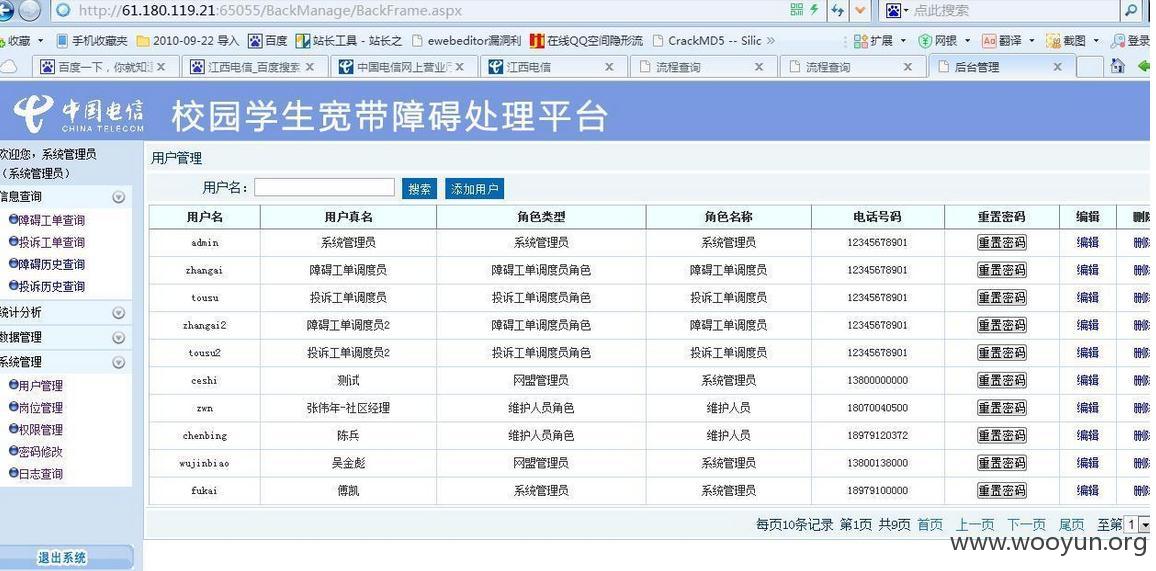 http://61.180.119.21:65055/BackManage/BackFrame.aspx
点此搜索
收藏 手机收藏夹 2010-09-22 导入 百度 站长工具 - 站长之 ewebeditor漏洞利 在线QQ空间隐形流 CrackMD5 -- Silic » 扩展 网银 翻译 截图 登录
百度一下，你就知 江西电信_百度搜索 中国电信网上营业厅 江西电信 流程查询 流程查询 后台管理
中国电信
CHINA TELECOM
校园学生宽带障碍处理平台
欢迎您，系统管理员
（系统管理员）
信息查询
障碍工单查询
投诉工单查询
障碍历史查询
投诉历史查询
统计分析
数据管理
系统管理
用户管理
岗位管理
权限管理
密码修改
日志查询
退出系统
用户管理
用户名： 搜索 添加用户
用户名 用户真名 角色类型 角色名称 电话号码 重置密码 编辑 删除
admin 系统管理员 系统管理员 系统管理员 12345678901 重置密码 编辑 删除
zhangai 障碍工单调度员 障碍工单调度员角色 障碍工单调度员 12345678901 重置密码 编辑 删除
tousu 投诉工单调度员 投诉工单调度员角色 投诉工单调度员 12345678901 重置密码 编辑 删除
zhangai2 障碍工单调度员2 障碍工单调度员角色 障碍工单调度员 12345678901 重置密码 编辑 删除
tousu2 投诉工单调度员2 投诉工单调度员角色 投诉工单调度员 12345678901 重置密码 编辑 删除
ceshi 测试 网盟管理员 系统管理员 13800000000 重置密码 编辑 删除
zwn 张伟年-社区经理 维护人员角色 维护人员 18070040500 重置密码 编辑 删除
chenbing 陈兵 维护人员角色 维护人员 18979120372 重置密码 编辑 删除
wujinbiao 吴金彪 网盟管理员 系统管理员 13800138000 重置密码 编辑 删除
fukai 傅凯 系统管理员 系统管理员 18979100000 重置密码 编辑 删除
每页10条记录 第1页 共9页 首页 上一页 下一页 尾页 至第 1
www.wooyun.org